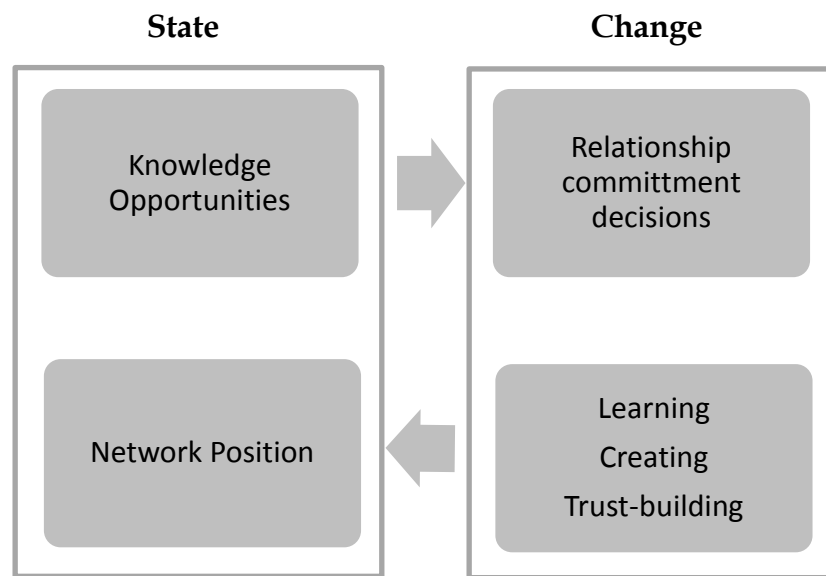 State
Change
Knowledge
Opportunities
Relationship
committment
decisions
Network Position
Learning
Creating
Trust-building